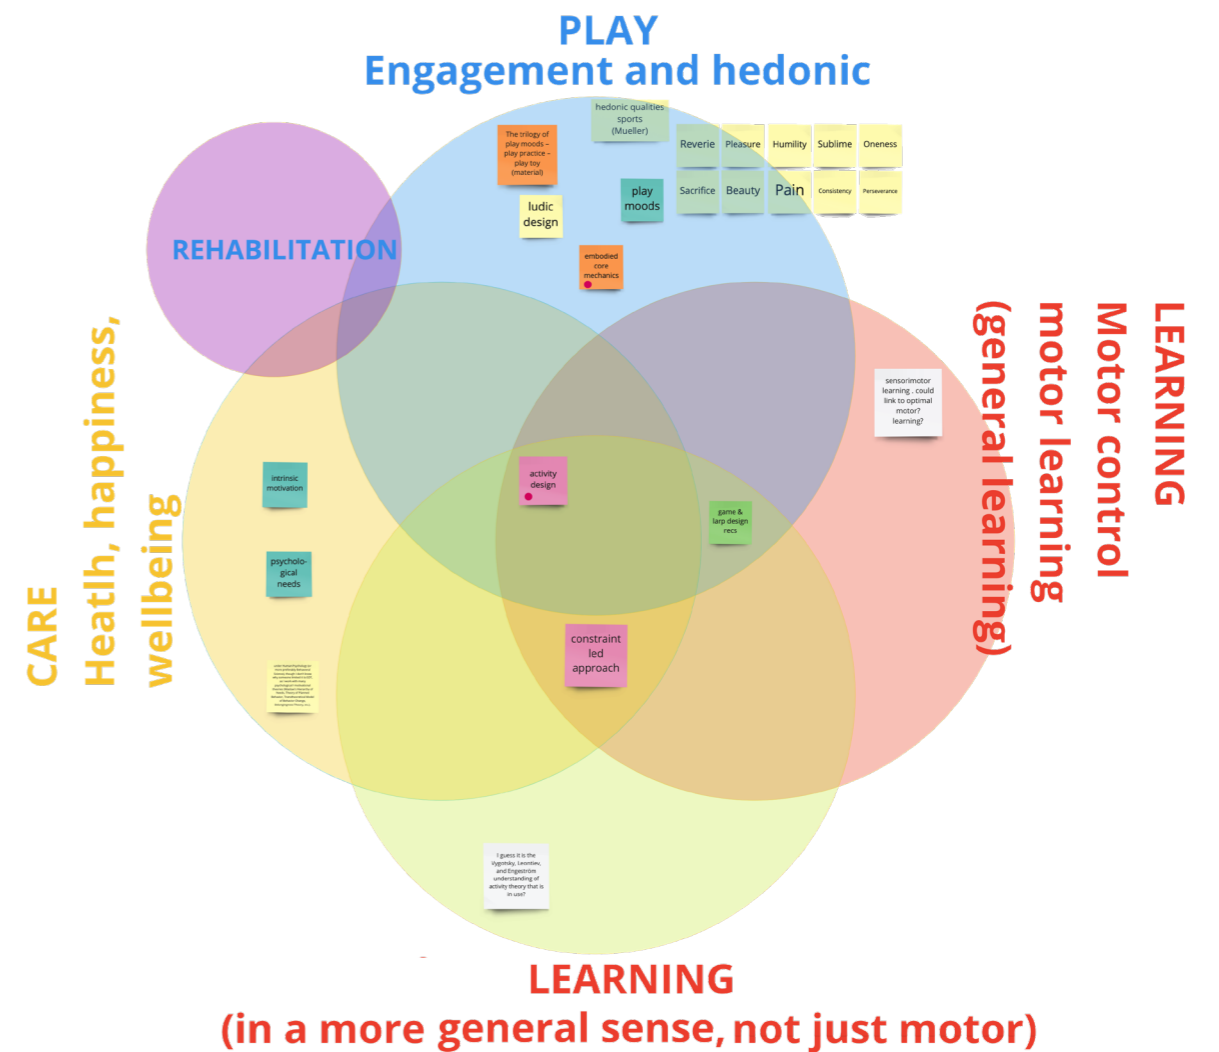 PLAY
Engagement and hedonic
hedonic qualities
sports
(Mueller)
The trilogy of
play moods –
play practice –
play toy
(material)
Reverie
Pleasure
Humility
Sublime
Oneness
Sacrifice
Beauty
Pain
Consistency
Perseverance
play
moods
ludic
design
embodied
core
mechanics
REHABILITATION
CARE
Heatlh, happiness,
wellbeing
LEARNING
Motor control
motor learning
(general learning)
sensorimotor
learning . could
link to optimal
motor?
learning?
intrinsic
motivation
psycholo-
gical
needs
activity
design
game &
larp design
recs
constraint
led
approach
I guess it is the
Vygotsky, Leontiev,
and Engeström
understanding of
activity theory that is
in use?
LEARNING
(in a more general sense, not just motor)